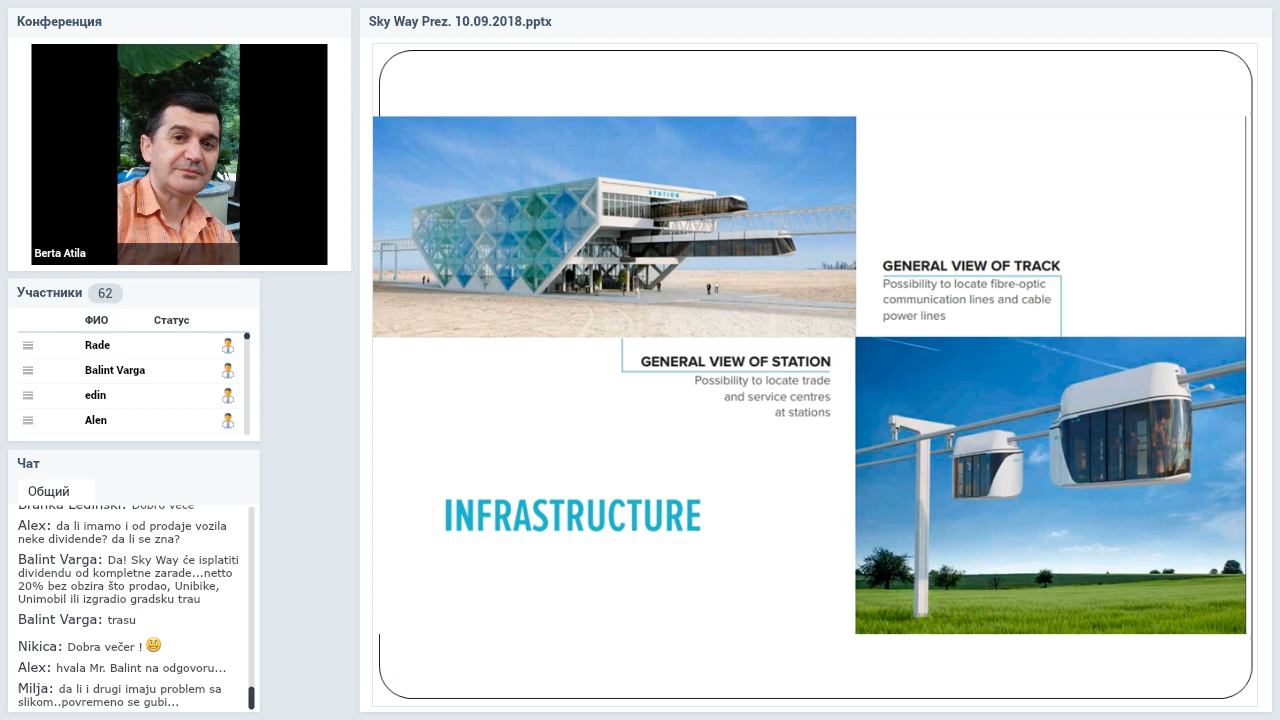 Конференция
Berta Atila
Участники 62
ФИО Статус
Rade
Balint Varga
edin
Alen
Чат
Общий
Branka Ledinski: Dobro veče
Alex: da li imamo i od prodaje vozila
neke dividende? da li se zna?
Balint Varga: Da! Sky Way će isplatiti
dividendu od kompletne zarade...netto
20% bez obzira što prodao, Unibike,
Unimobil ili izgradio gradsku trau
Balint Varga: trasu
Nikica: Dobra večer !
Alex: hvala Mr. Balint na odgovoru...
Milja: da li i drugi imaju problem sa
slikom..povremeno se gubi...
Sky Way Prez. 10.09.2018.pptx
STATION
GENERAL VIEW OF TRACK
Possibility to locate fibre-optic
communication lines and cable
power lines
GENERAL VIEW OF STATION
Possibility to locate trade
and service centres
at stations
INFRASTRUCTURE